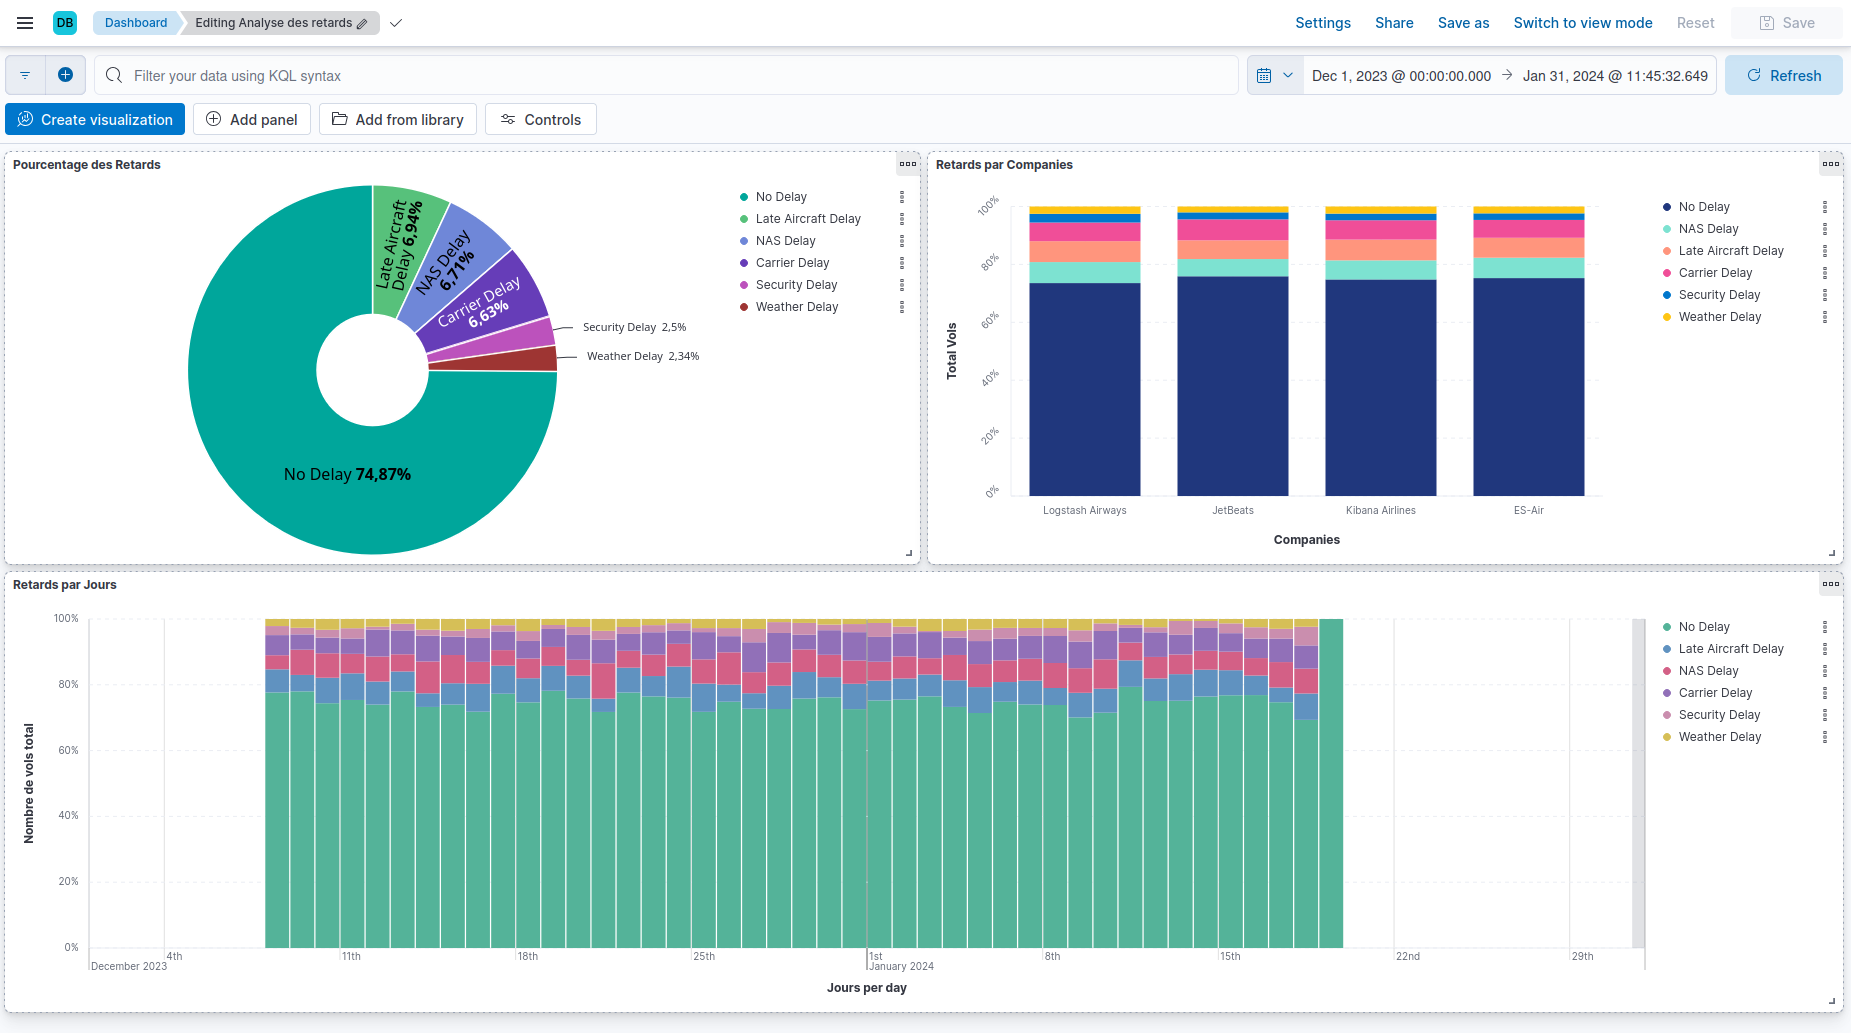 DB Dashboard Editing Analyse des retards Settings Share Save as Switch to view mode Reset Save
Filter your data using KQL syntax Dec 1, 2023 @ 00:00:00.000 → Jan 31, 2024 @ 11:45:32.649 Refresh
Create visualization Add panel Add from library Controls
Pourcentage des Retards
Late Aircraft
Delay 6,94%
NAS Delay
6,71%
Carrier Delay
6,63%
Security Delay 2,5%
Weather Delay 2,34%
No Delay 74,87%
No Delay
Late Aircraft Delay
NAS Delay
Carrier Delay
Security Delay
Weather Delay
Retards par Companies
Total Vols
100%
80%
60%
40%
20%
0%
Logstash Airways JetBeats Kibana Airlines ES-Air
Companies
No Delay
NAS Delay
Late Aircraft Delay
Carrier Delay
Security Delay
Weather Delay
Retards par Jours
Nombre de vols total
100%
80%
60%
40%
20%
0%
4th 11th 18th 25th 1st 8th 15th 22nd 29th
December 2023 January 2024
Jours per day
No Delay
Late Aircraft Delay
NAS Delay
Carrier Delay
Security Delay
Weather Delay